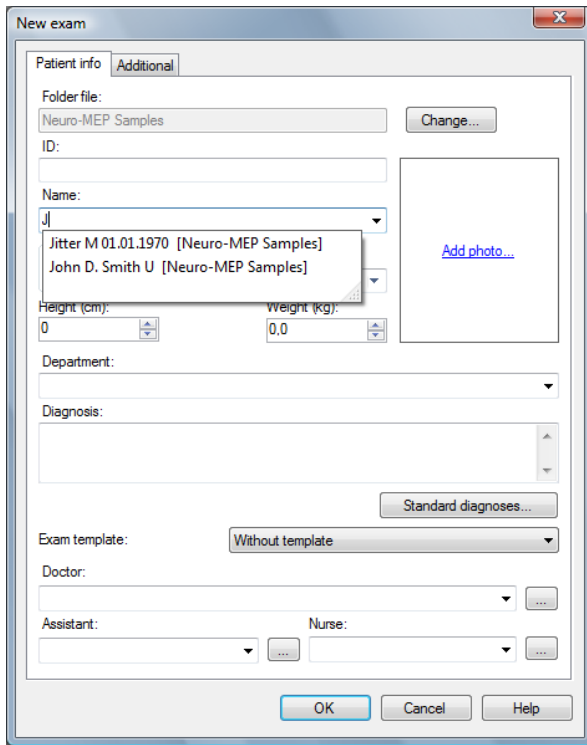 New exam
Patient info
Additional
Folder file:
Neuro-MEP Samples
Change...
ID:
Name:
J
Jitter M 01.01.1970 [Neuro-MEP Samples]
John D. Smith U [Neuro-MEP Samples]
Add photo...
Height (cm):
Weight (kg):
0
0,0
Department:
Diagnosis:
Standard diagnoses...
Exam template:
Without template
Doctor:
...
Assistant:
Nurse:
...
...
OK
Cancel
Help